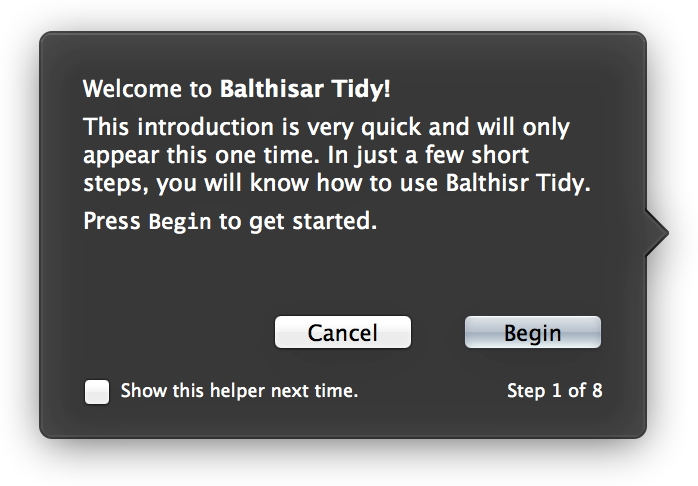 Welcome to Balthisar Tidy!
This introduction is very quick and will only
appear this one time. In just a few short
steps, you will know how to use Balthisr Tidy.
Press Begin to get started.
Cancel
Begin
Show this helper next time.
Step 1 of 8